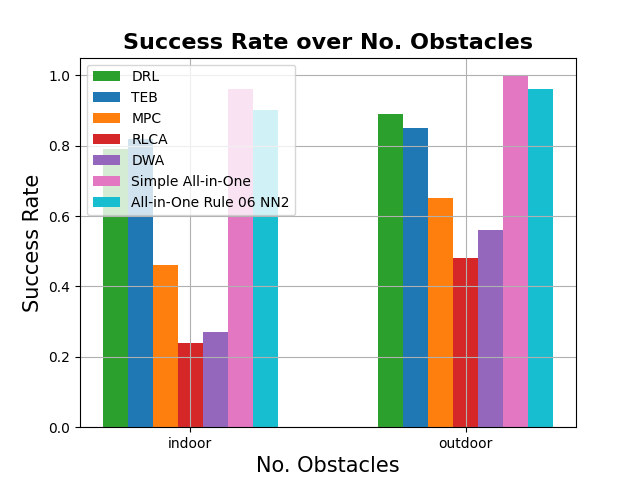 Success Rate over No. Obstacles
Success Rate
1.0
0.8
0.6
0.4
0.2
0.0
DRL
TEB
MPC
RLCA
DWA
Simple All-in-One
All-in-One Rule 06 NN2
indoor
outdoor
No. Obstacles